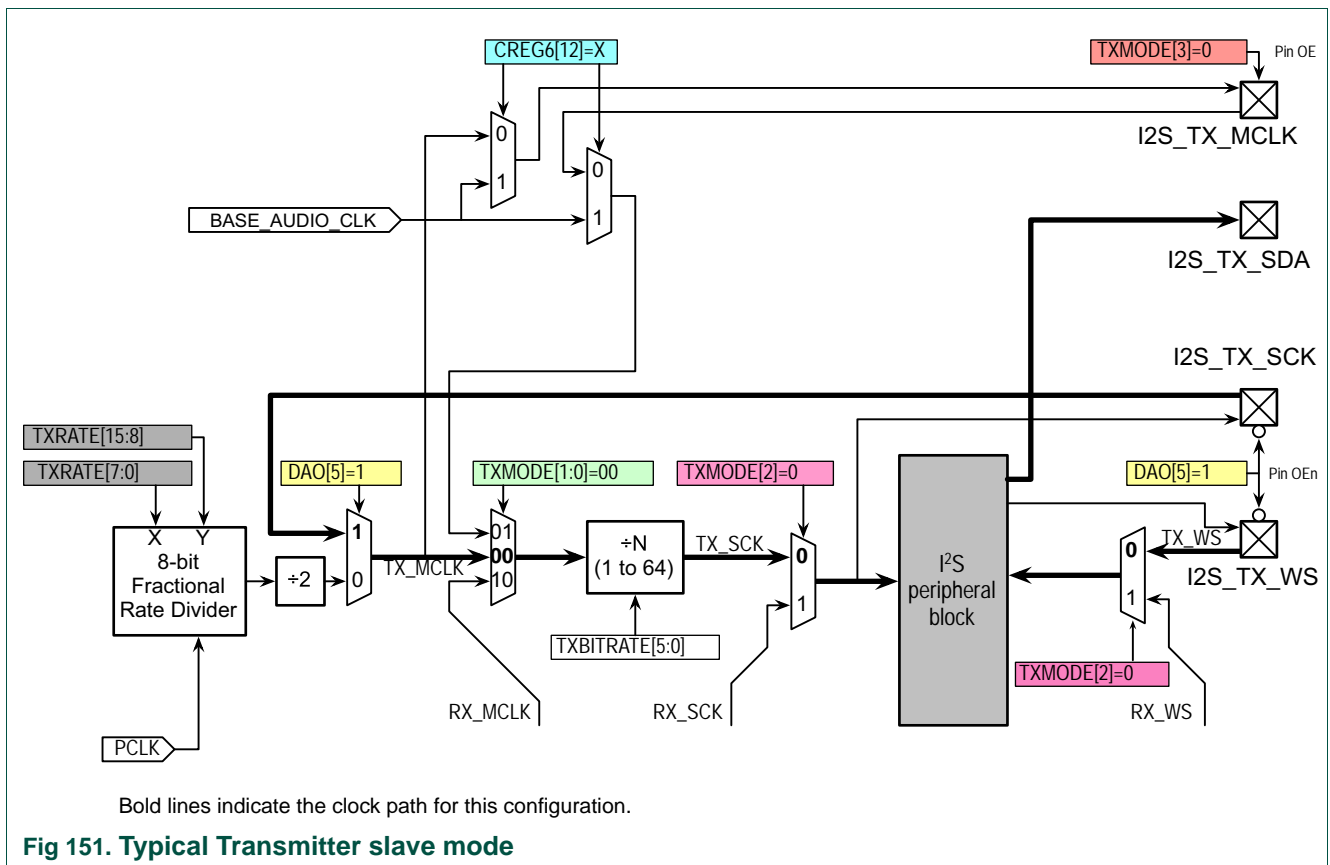 CREG6[12]=X
TXMODE[3]=0
Pin OE
0
1
0
1
I2S_TX_MCLK
BASE_AUDIO_CLK
I2S_TX_SDA
I2S_TX_SCK
TXRATE[15:8]
TXRATE[7:0]
DAO[5]=1
TXMODE[1:0]=00
TXMODE[2]=0
DAO[5]=1
Pin OEn
X
Y
8-bit
Fractional
Rate Divider
÷2
1
0
TX_MCLK
01
00
10
÷N
(1 to 64)
TX_SCK
0
1
I2S
peripheral
block
0
1
TX_WS
I2S_TX_WS
TXBITRATE[5:0]
TXMODE[2]=0
RX_MCLK
RX_SCK
RX_WS
PCLK
Bold lines indicate the clock path for this configuration.
Fig 151. Typical Transmitter slave mode